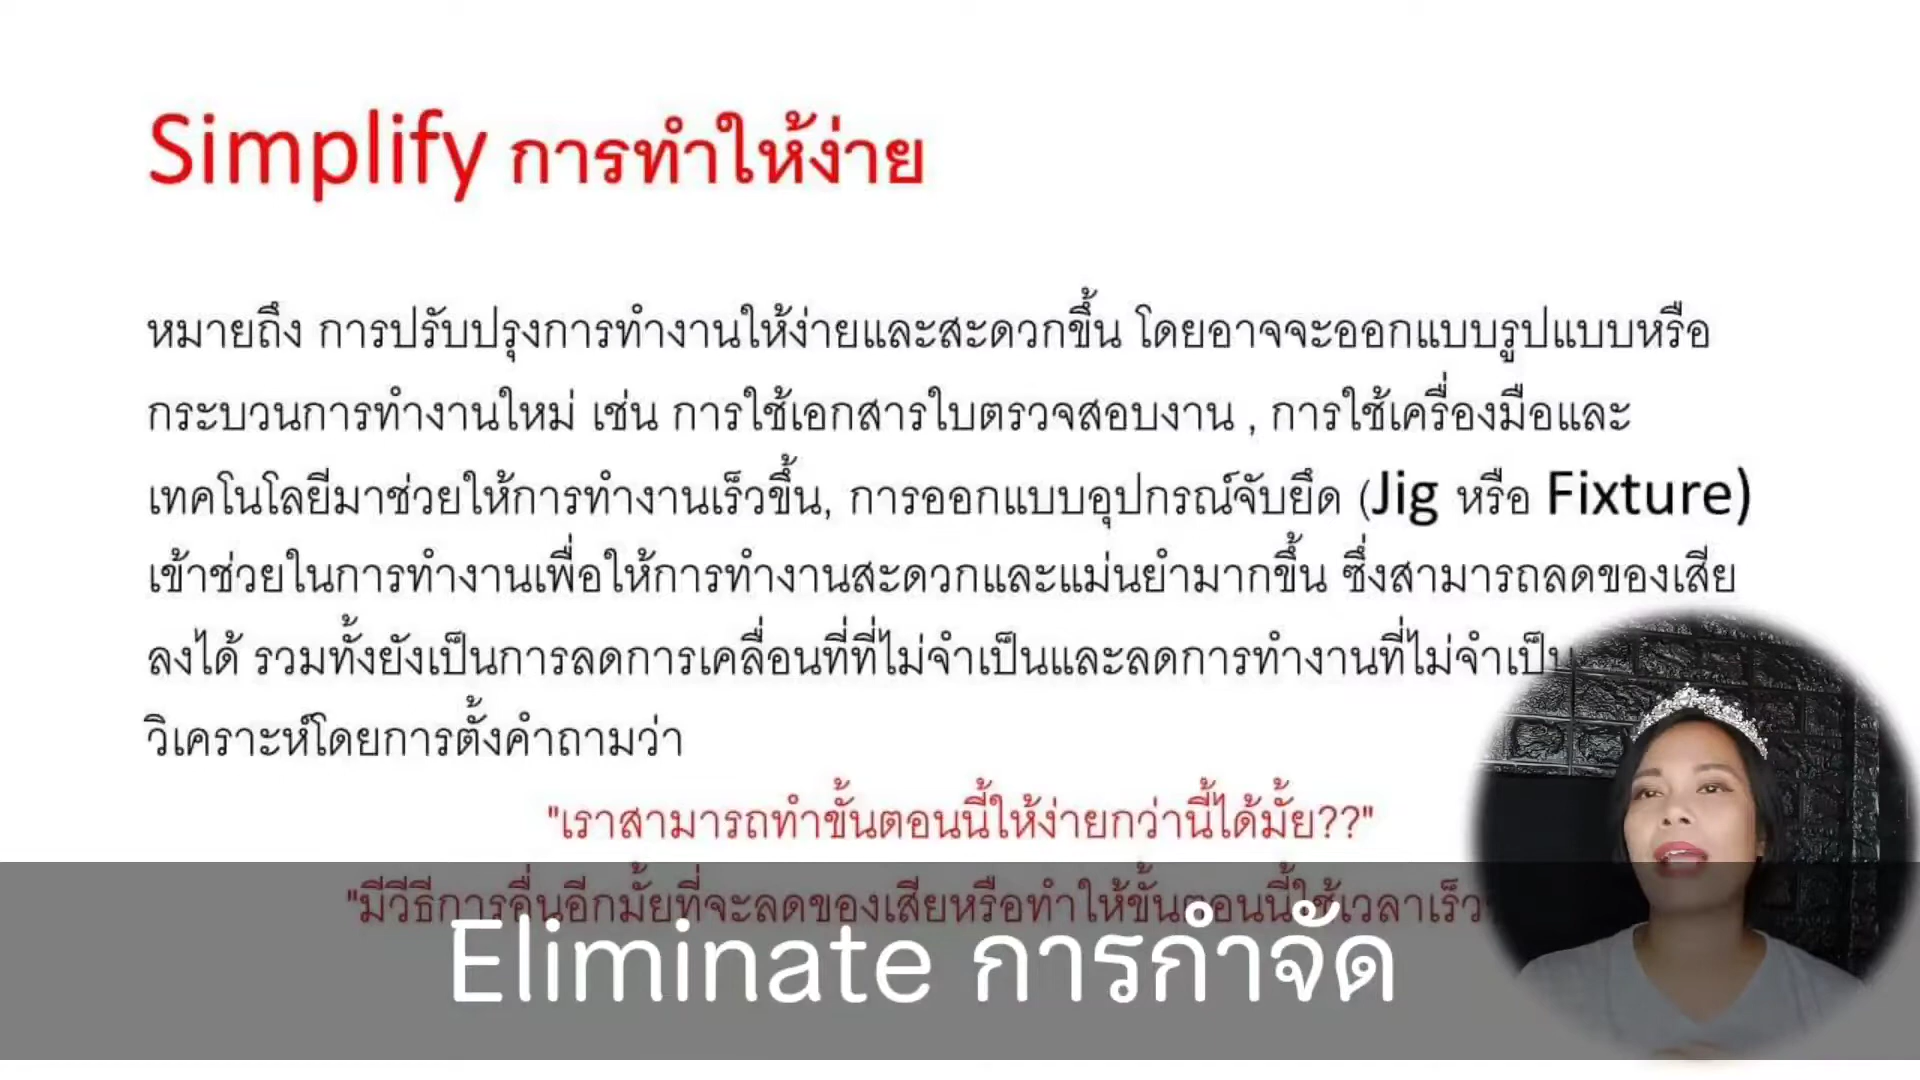 Simplify การทำให้ง่าย
หมายถึง การปรับปรุงการทำงานให้ง่ายและสะดวกขึ้น โดยอาจจะออกแบบรูปแบบหรือ
กระบวนการทำงานใหม่ เช่น การใช้เอกสารใบตรวจสอบงาน , การใช้เครื่องมือและ
เทคโนโลยีมาช่วยให้การทำงานเร็วขึ้น, การออกแบบอุปกรณ์จับยึด (Jig หรือ Fixture)
เข้าช่วยในการทำงานเพื่อให้การทำงานสะดวกและแม่นยำมากขึ้น ซึ่งสามารถลดของเสีย
ลงได้ รวมทั้งยังเป็นการลดการเคลื่อนที่ที่ไม่จำเป็นและลดการทำงานที่ไม่จำเป็น
วิเคราะห์โดยการตั้งคำถามว่า
"เราสามารถทำขั้นตอนนี้ให้ง่ายกว่านี้ได้มั้ย??"
"มีวีธีการอื่นอีกมั้ยที่จะลดของเสียหรือทำให้ขั้นตอนนี้ใช้เวลาเร็ว
Eliminate การกำจัด